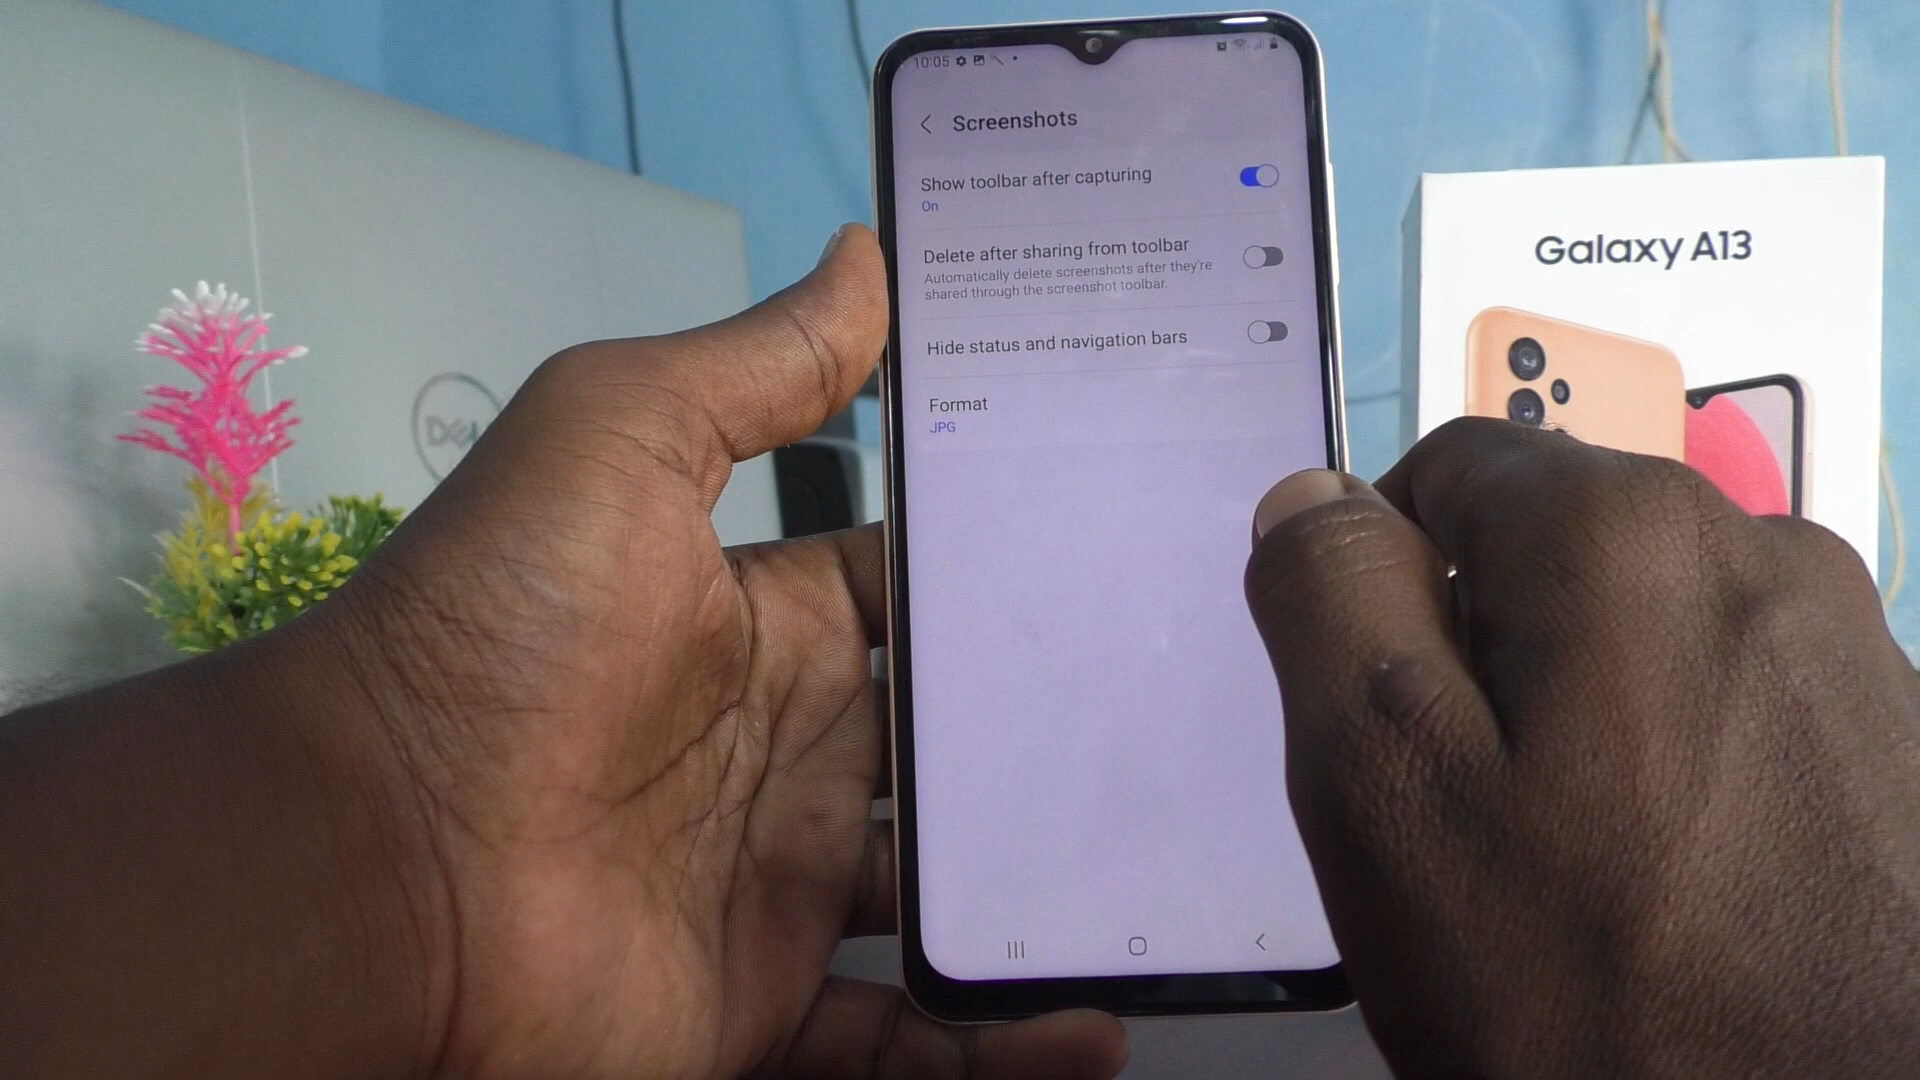 10:05
Screenshots
Show toolbar after capturing
On
Delete after sharing from toolbar
Automatically delete screenshots after they're
shared through the screenshot toolbar.
Hide status and navigation bars
Format
JPG
Galaxy A13